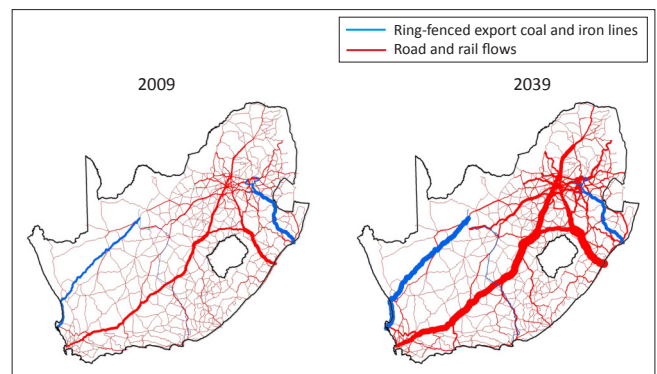 Ring-fenced export coal and iron lines
Road and rail flows
2009
2039